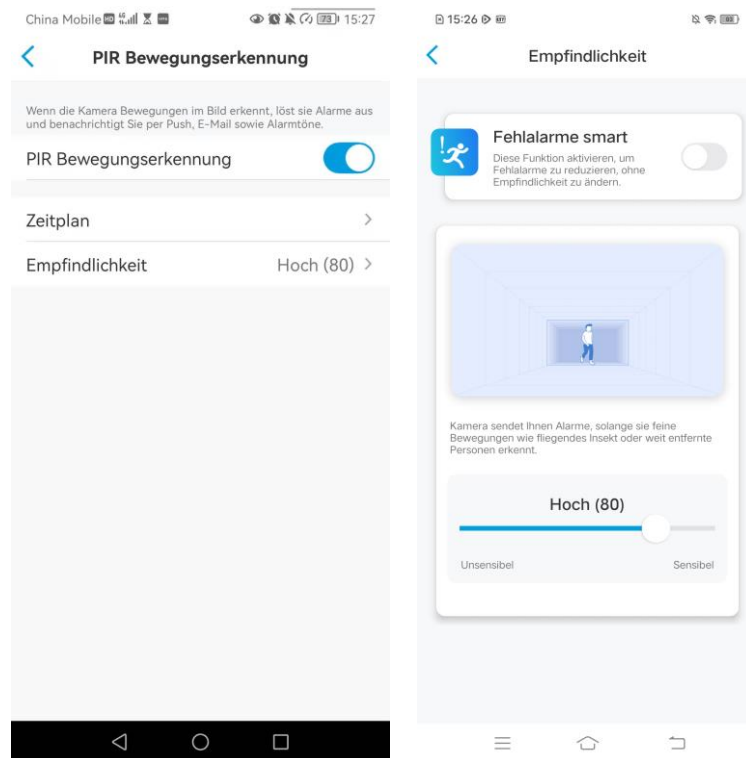 China Mobile HD 15:27
PIR Bewegungserkennung
Wenn die Kamera Bewegungen im Bild erkennt, löst sie Alarme aus
und benachrichtigt Sie per Push, E-Mail sowie Alarmtöne.
PIR Bewegungserkennung
Zeitplan
Empfindlichkeit Hoch (80)
15:26
Empfindlichkeit
Fehlalarme smart
Diese Funktion aktivieren, um
Fehlalarme zu reduzieren, ohne
Empfindlichkeit zu ändern.
Kamera sendet Ihnen Alarme, solange sie feine
Bewegungen wie fliegendes Insekt oder weit entfernte
Personen erkennt.
Hoch (80)
Unsensibel Sensibel